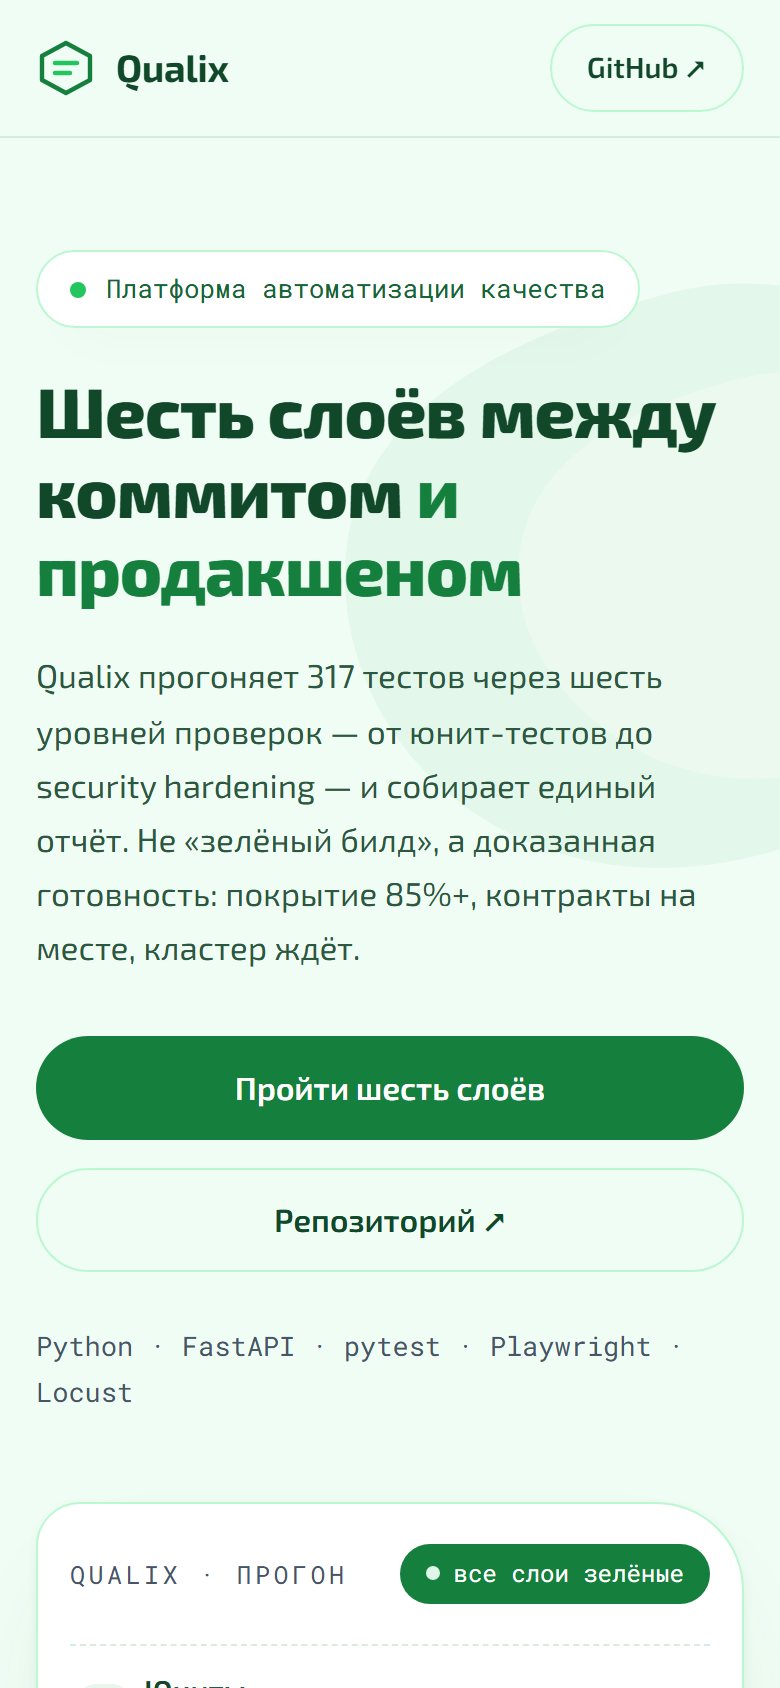 Qualix
GitHub ↗
Платформа автоматизации качества
Шесть слоёв между
коммитом и
продакшеном
Qualix прогоняет 317 тестов через шесть
уровней проверок — от юнит-тестов до
security hardening — и собирает единый
отчёт. Не «зелёный билд», а доказанная
готовность: покрытие 85%+, контракты на
месте, кластер ждёт.
Пройти шесть слоёв
Репозиторий ↗
Python · FastAPI · pytest · Playwright ·
Locust
QUALIX · ПРОГОН
все слои зелёные